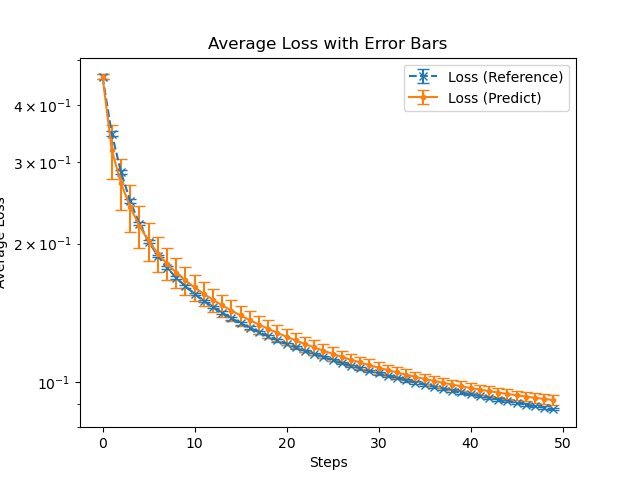 Average Loss with Error Bars
Loss (Reference)
Loss (Predict)
Average Loss
4 × 10⁻¹
3 × 10⁻¹
2 × 10⁻¹
10⁻¹
0 10 20 30 40 50
Steps